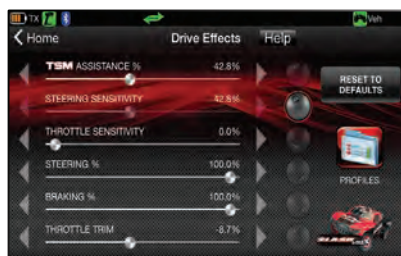 TX Veh
Home Drive Effects Help
TSM ASSISTANCE % 42.8%
STEERING SENSITIVITY 42.8%
RESET TO DEFAULTS
THROTTLE SENSITIVITY 0.0%
STEERING % 100.0%
PROFILES
BRAKING % 100.0%
THROTTLE TRIM -8.7%
SLASH